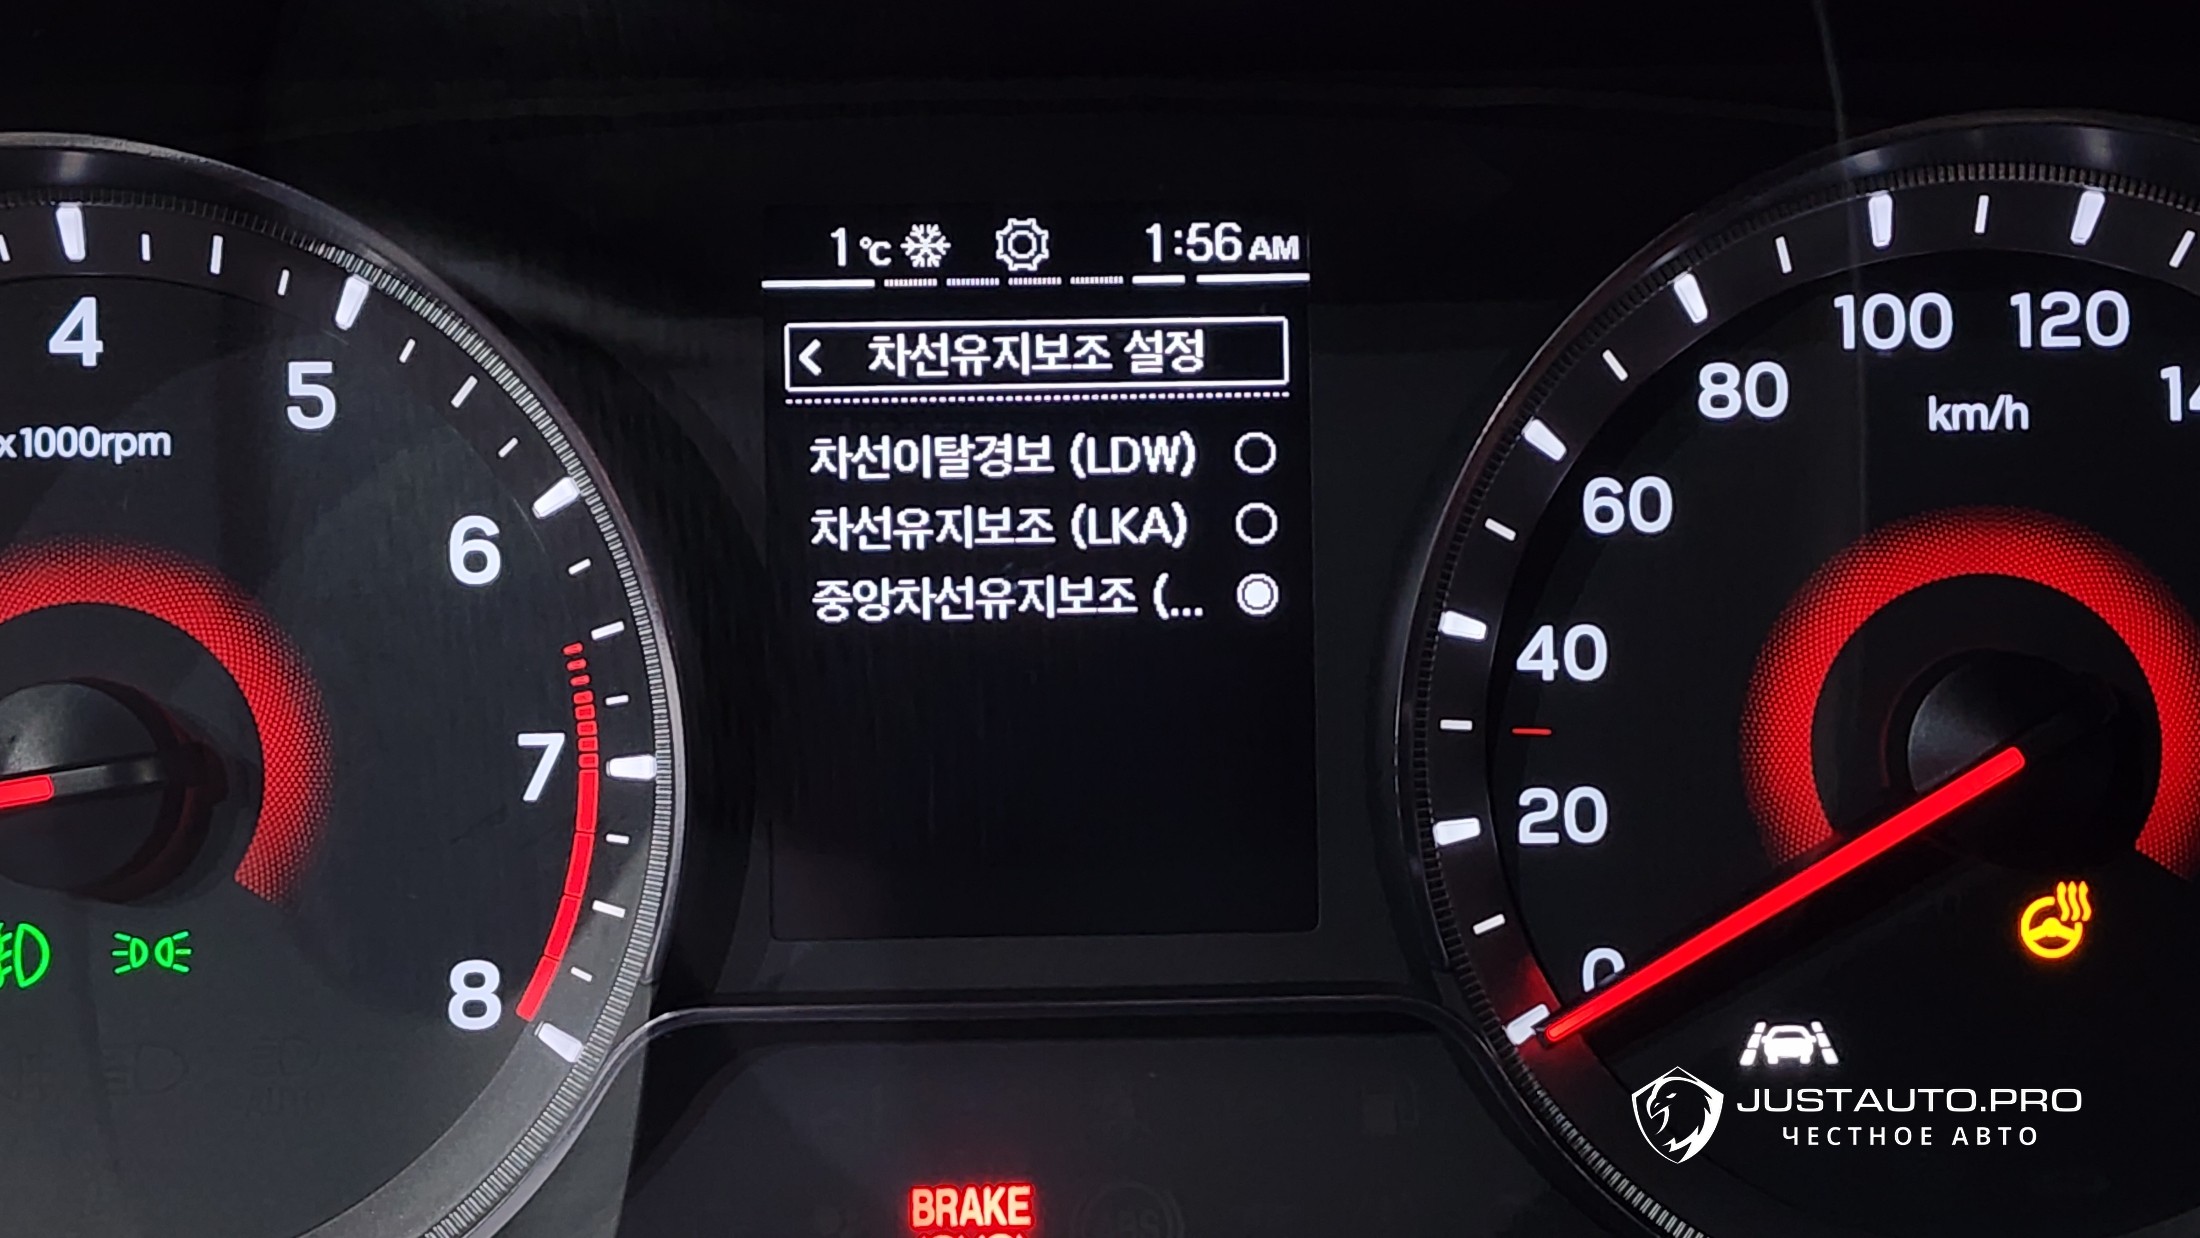 1 °C
1:56 AM
< 차선유지보조 설정
차선이탈경보 (LDW)
차선유지보조 (LKA)
중앙차선유지보조 (...
4
5
x1000rpm
6
7
8
100
120
80
km/h
60
40
20
0
JUSTAUTO.PRO
ЧЕСТНОЕ АВТО
BRAKE